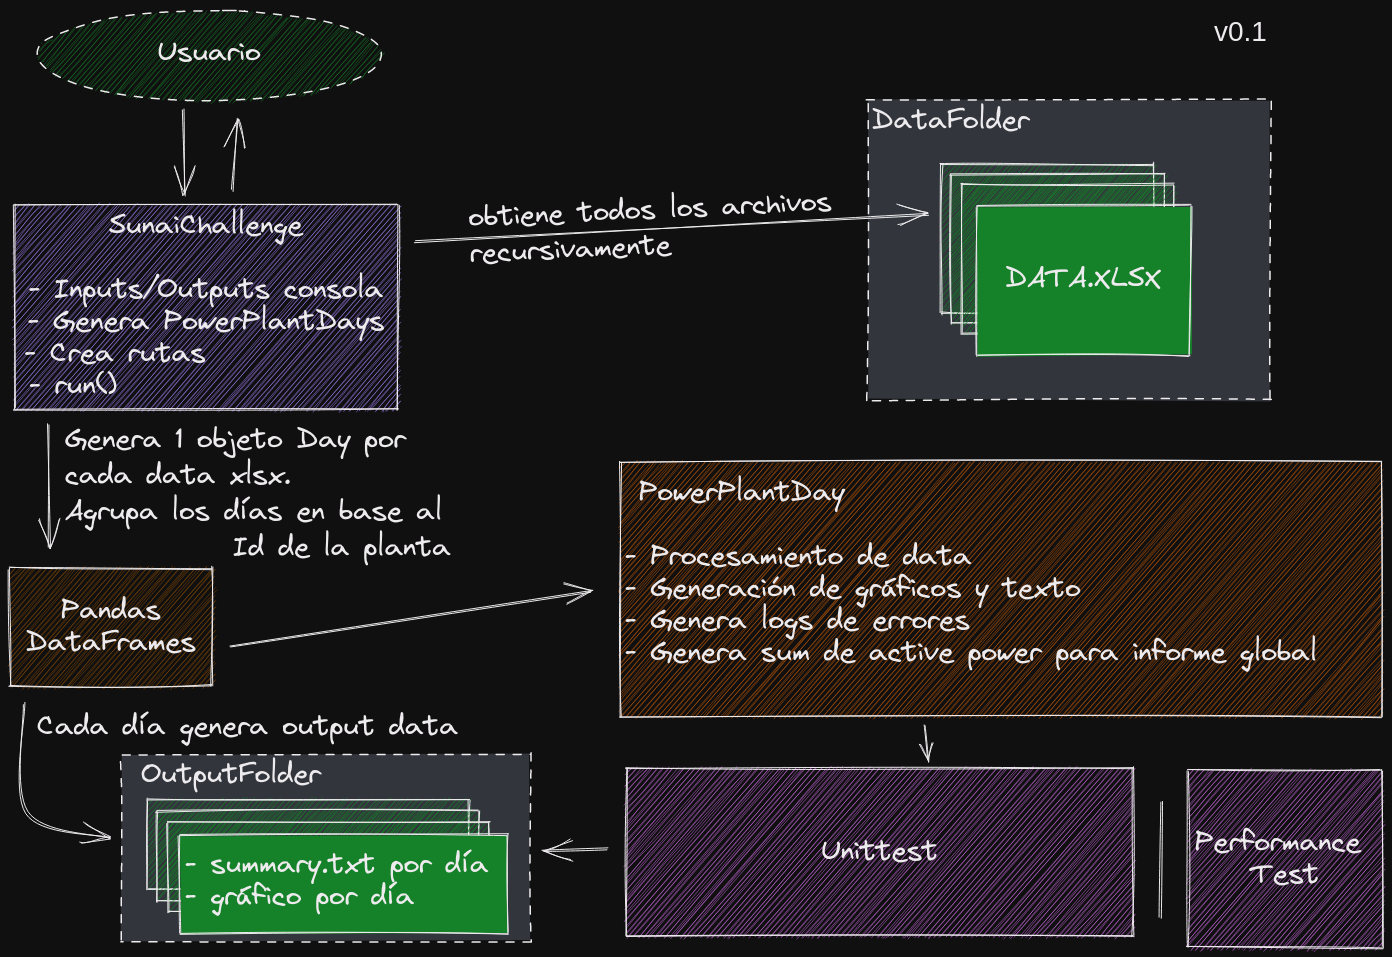 Usuario
v0.1
SunaiChallenge
- Inputs/Outputs consola
- Genera PowerPlantDays
- Crea rutas
- run()
obtiene todos los archivos
recursivamente
DataFolder
DATA.XLSX
Genera 1 objeto Day por
cada data xlsx.
Agrupa los días en base al
Id de la planta
Pandas
DataFrames
PowerPlantDay
- Procesamiento de data
- Generación de gráficos y texto
- Genera logs de errores
- Genera sum de active power para informe global
Cada día genera output data
OutputFolder
- summary.txt por día
- gráfico por día
Unittest
Performance
Test